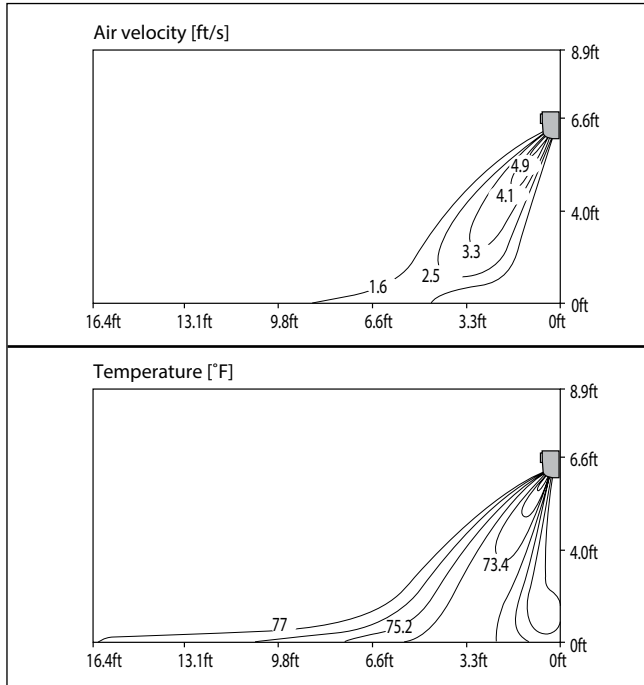 Air velocity [ft/s]
8.9ft
6.6ft
4.9
4.1
4.0ft
3.3
2.5
1.6
0ft
16.4ft 13.1ft 9.8ft 6.6ft 3.3ft 0ft
Temperature [˚F]
8.9ft
6.6ft
4.0ft
73.4
77
75.2
0ft
16.4ft 13.1ft 9.8ft 6.6ft 3.3ft 0ft